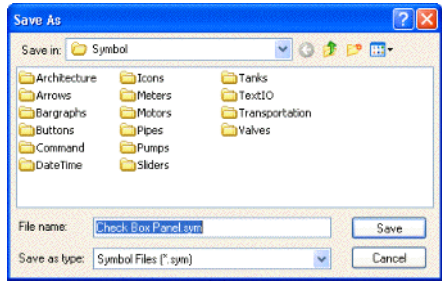 Save As
Save in: Symbol
Architecture Icons Tanks
Arrows Meters TextIO
Bargraphs Motors Transportation
Buttons Pipes Valves
Command Pumps
DateTime Sliders
File name: Check Box Panel.sym Save
Save as type: Symbol Files (*.sym) Cancel